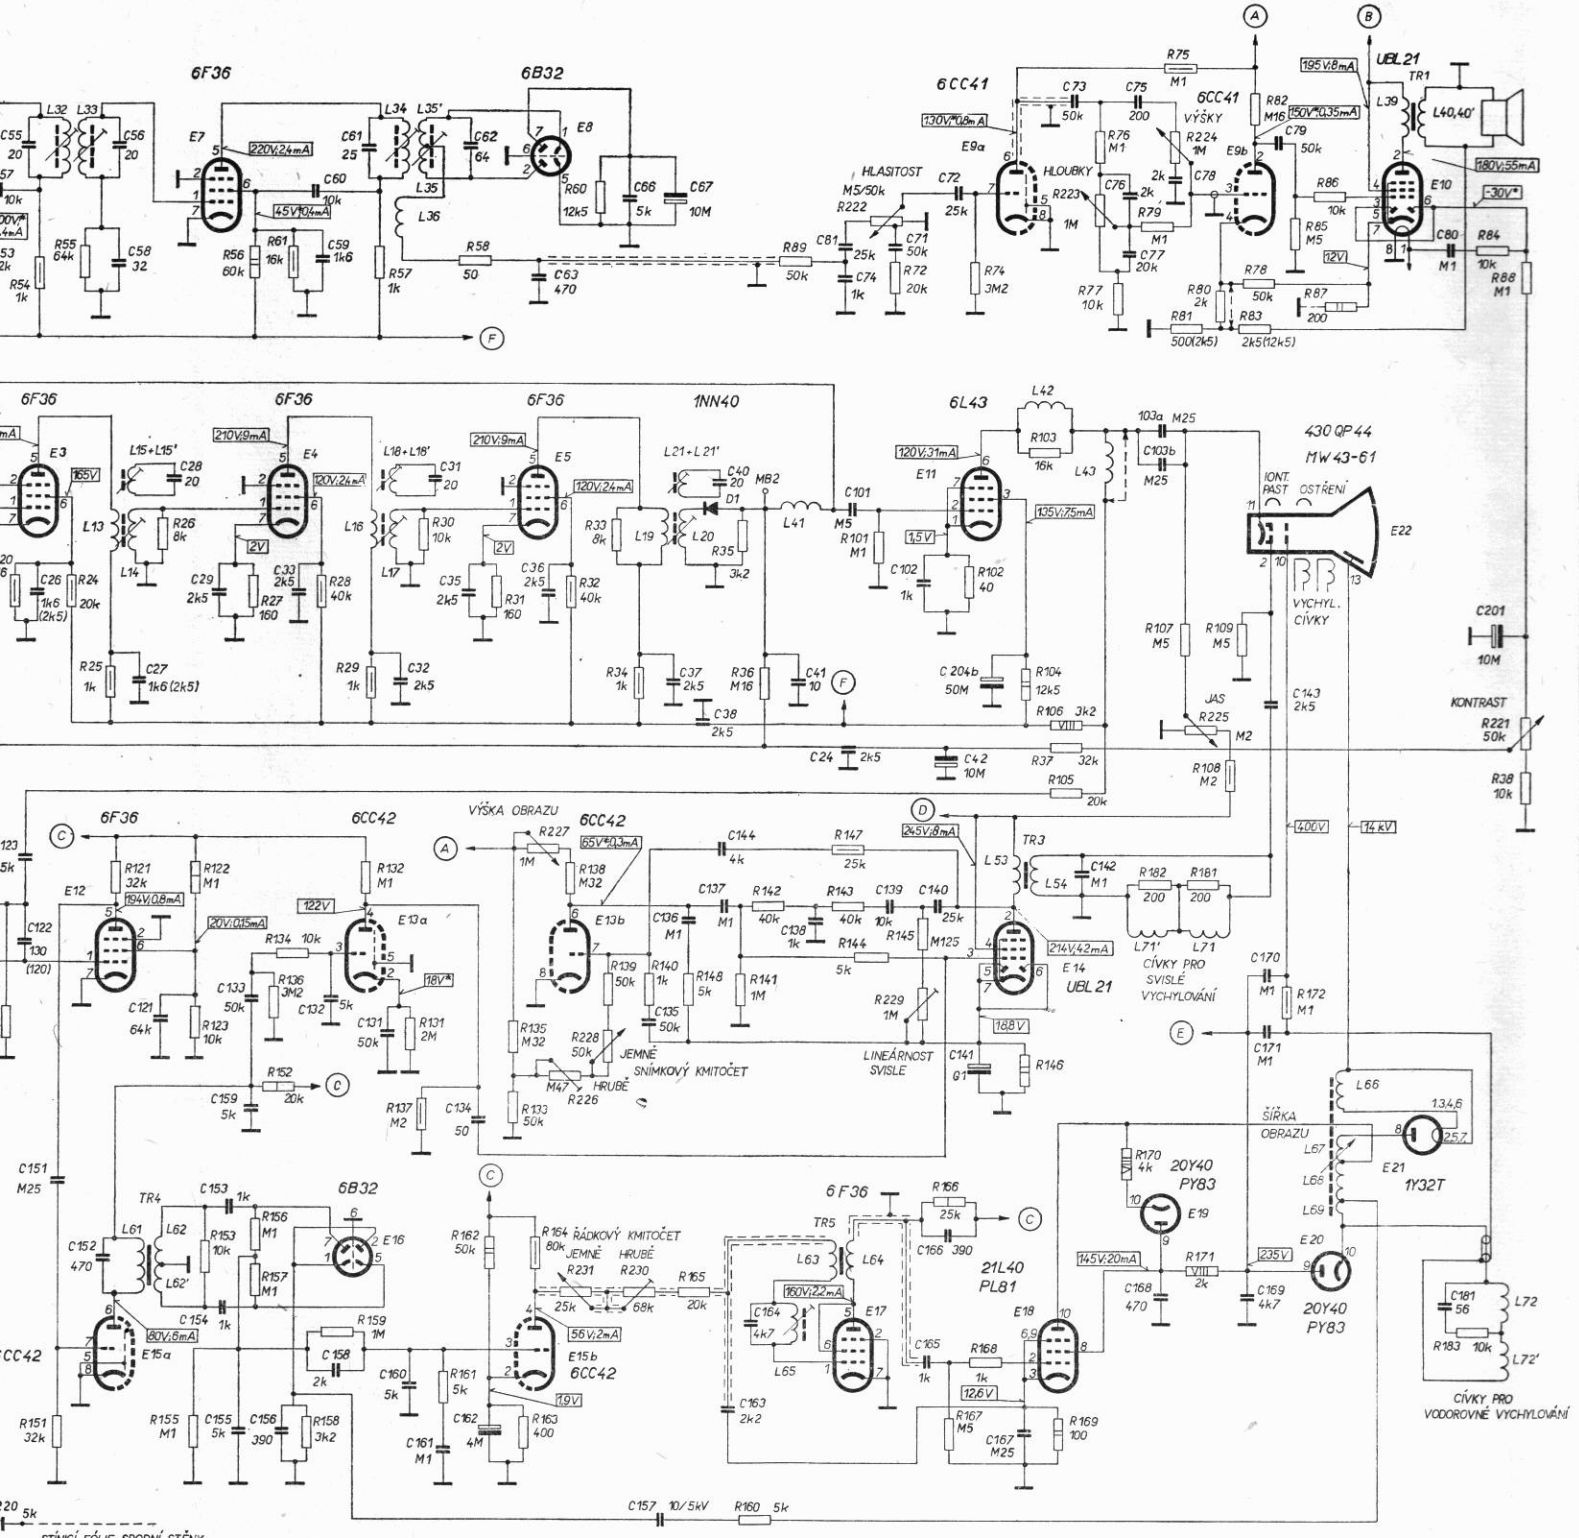 A
B
6F36
6B32
6CC41
6CC41
UBL21
R75
M1
195V;8mA
TR1
L32
L33
C55
20
C56
20
E7
5
220V;2,4mA
L34
L35'
C61
25
C62
64
E8
130V*;0,8mA
C73
50k
C75
200
VÝŠKY
R82
M16
150V*;0,35mA
L39
L40,40'
R76
M1
R224
1M
C79
50k
E9a
E9b
180V;55mA
10k
C60
10k
45V*;0,4mA
L35
L36
R60
12k5
C66
5k
C67
10M
HLASITOST
M5/50k
R222
C72
25k
HLOUBKY
R223
1M
C76
2k
2k
C78
R79
M1
R86
10k
E10
-30V*
R55
64k
C58
32
R54
1k
R56
60k
R61
16k
C59
1k6
R57
1k
R58
50
C63
470
R89
50k
C81
25k
C74
1k
C71
50k
R72
20k
R74
3M2
C77
20k
R77
10k
R85
M5
12V
C80
M1
R84
10k
R88
M1
R78
50k
R80
2k
R87
200
R81
500(2k5)
R83
2k5(12k5)
F
6F36
6F36
6F36
1NN40
6L43
L42
103a
M25
430QP44
MW 43-61
E3
165V
L15+L15'
C28
20
210V;9mA
E4
120V;2,4mA
L18+L18'
C31
20
210V;9mA
E5
120V;2,4mA
L21+L21'
C40
20
D1
MB2
120V;31mA
E11
R103
16k
L43
C103b
M25
IONT.
PAST
OSTŘENÍ
E22
L13
L14
R26
8k
2V
L16
L17
R30
10k
2V
R33
8k
L19
L20
R35
3k2
L41
C101
M5
R101
M1
1,5V
135V;7,5mA
C26
1k6
(2k5)
R24
20k
C29
2k5
R27
160
C33
2k5
R28
40k
C35
2k5
R31
160
C36
2k5
R32
40k
C102
1k
R102
40
VYCHYL.
CÍVKY
R107
M5
R109
M5
C201
10M
R25
1k
C27
1k6 (2k5)
R29
1k
C32
2k5
R34
1k
C37
2k5
R36
M16
C41
10
F
C204b
50M
R104
12k5
JAS
R225
M2
C143
2k5
KONTRAST
R221
50k
C38
2k5
R106 3k2
C24 2k5
C42
10M
R37 32k
R105
20k
R108
M2
R38
10k
C
6F36
6CC42
VÝŠKA OBRAZU
6CC42
D
R227
1M
A
65V*;0,3mA
C144
4k
R147
25k
245V;8mA
TR3
400V
14kV
R121
32k
R122
M1
R132
M1
R138
M32
L53
L54
C142
M1
R182
200
R181
200
E12
194V;0,8mA
122V
E13a
E13b
C136
M1
C137
M1
R142
40k
R143
40k
C139
10k
C140
25k
C122
130
(120)
20V;0,15mA
R134 10k
C138
1k
R144
5k
R145
M125
214V;42mA
E14
UBL21
L71'
L71
CÍVKY PRO
SVISLÉ
VYCHYLOVÁNÍ
18V*
C133
50k
R136
3M2
C132
5k
R139
50k
R140
1k
R148
5k
R141
1M
R229
1M
C170
M1
R172
M1
C121
64k
R123
10k
C131
50k
R131
2M
R135
M32
R228
50k
C135
50k
18,8V
E
C171
M1
JEMNĚ
LINEÁRNOST
SVISLE
C141
G1
R146
SNÍMKOVÝ KMITOČET
HRUBĚ
M47
R226
R152
20k
C
C159
5k
R137
M2
C134
50
R133
50k
L66
ŠÍŘKA
OBRAZU
L67
L68
L69
1,3,4,6
2,5,7,
E21
1Y32T
C151
M25
C
R170
4k
20Y40
PY83
E19
TR4
C153
1k
6B32
6F36
R166
25k
C
C166 390
L61
L62
L62'
C152
470
R153
10k
R156
M1
R157
M1
E16
R162
50k
R164
80k
ŘÁDKOVÝ KMITOČET
JEMNĚ
HRUBĚ
R231
25k
R230
68k
R165
20k
TR5
L63
L64
21L40
PL81
145V;20mA
R171
2k
235V
E20
20Y40
PY83
C154
1k
160V;2,2mA
C164
4k7
L65
E17
E18
C168
470
C169
4k7
C181
56
R183 10k
L72
L72'
80V;6mA
E15a
R159
1M
C158
2k
56V;2mA
E15b
6CC42
C165
1k
R168
1k
12,6V
C160
5k
R161
5k
1,9V
C163
2k2
CÍVKY PRO
VODOROVNÉ VYCHYLOVÁNÍ
R151
32k
R155
M1
C155
5k
C156
390
R158
3k2
C161
M1
C162
4M
R163
400
R167
M5
C167
M25
R169
100
C157 10/5kV
R160 5k
5k